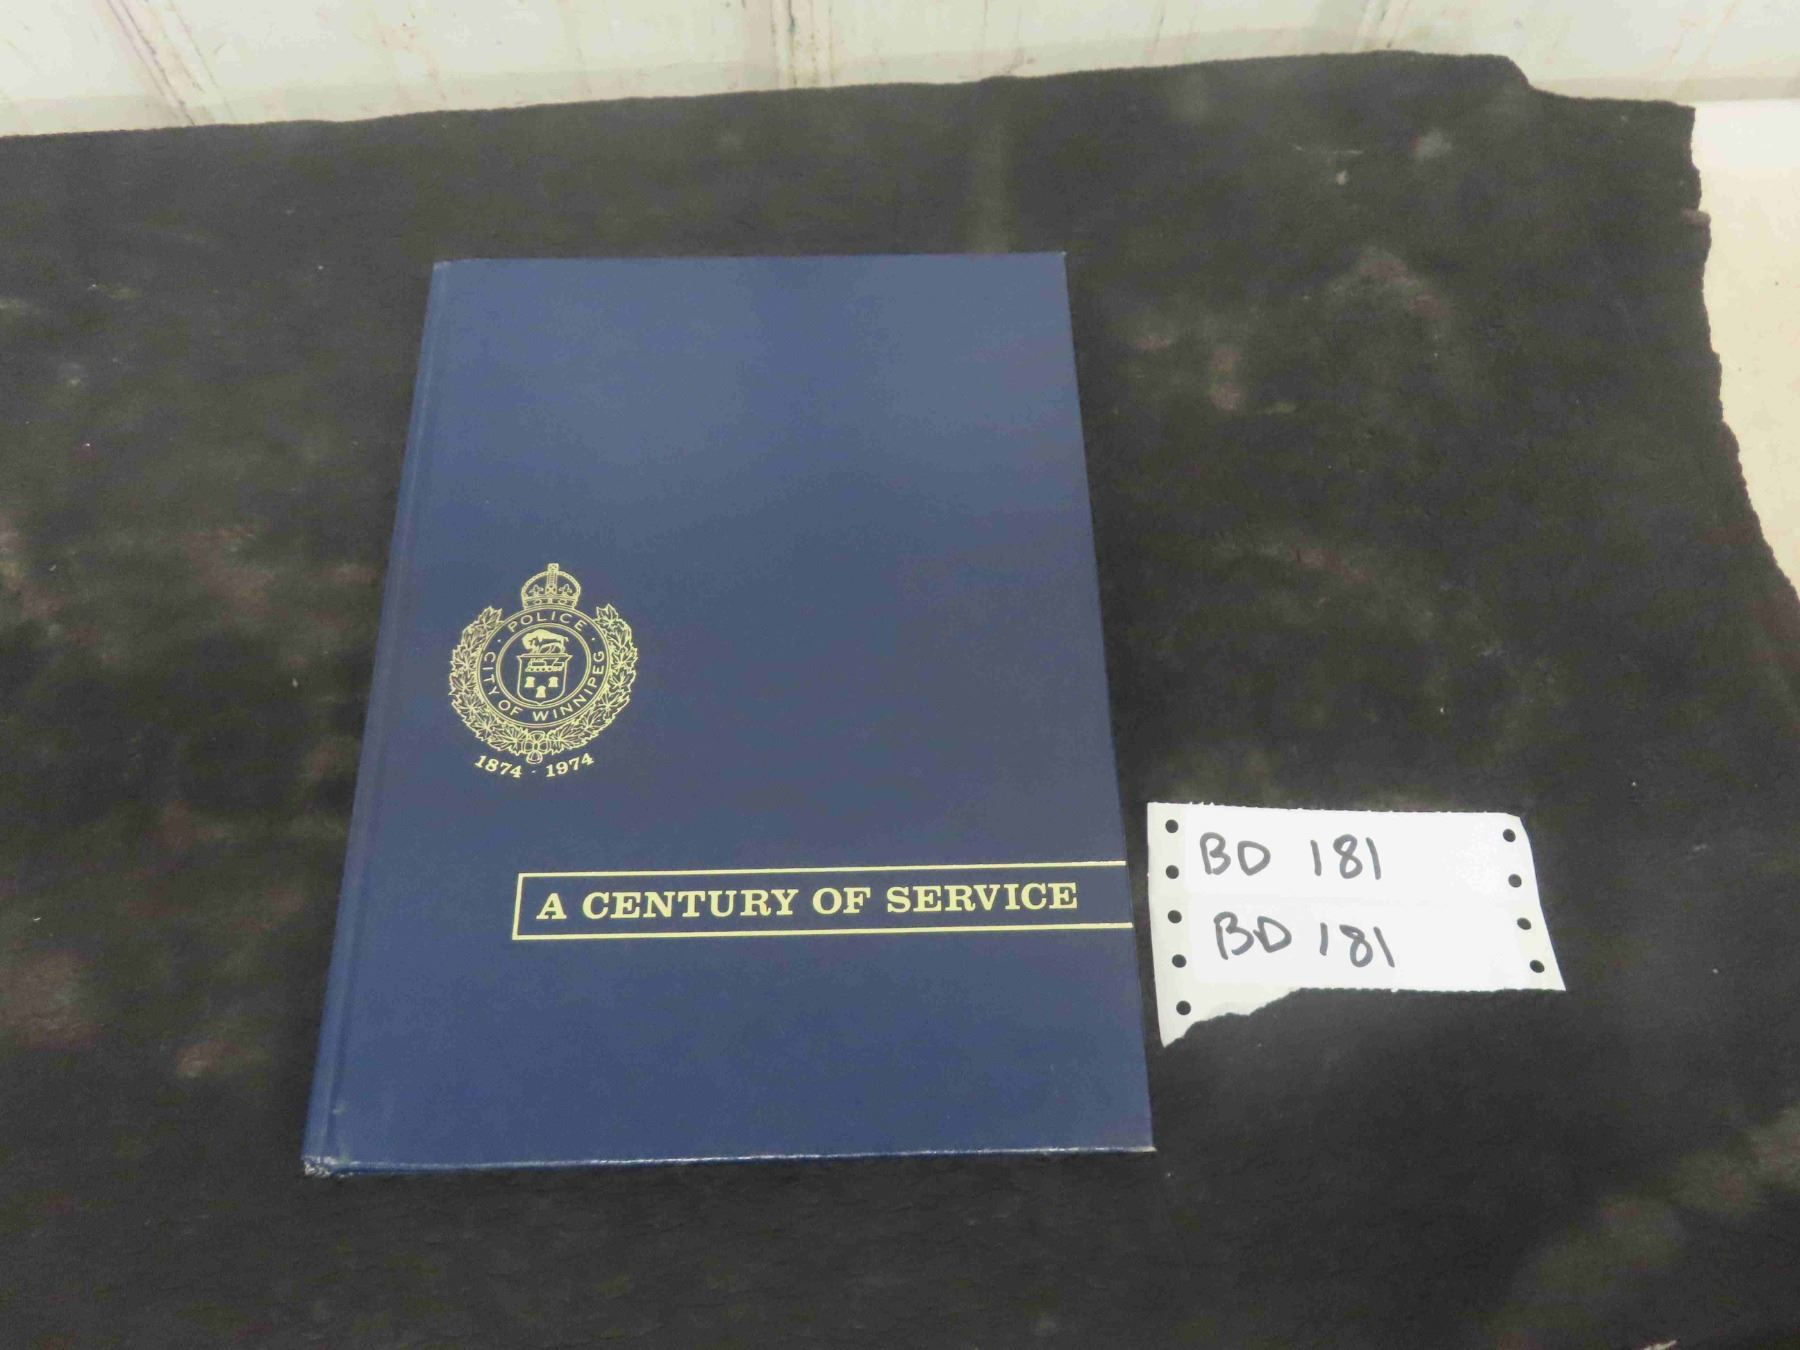 POLICE
CITY OF WINNIPEG
1874 - 1974
A CENTURY OF SERVICE
BD 181
BD 181